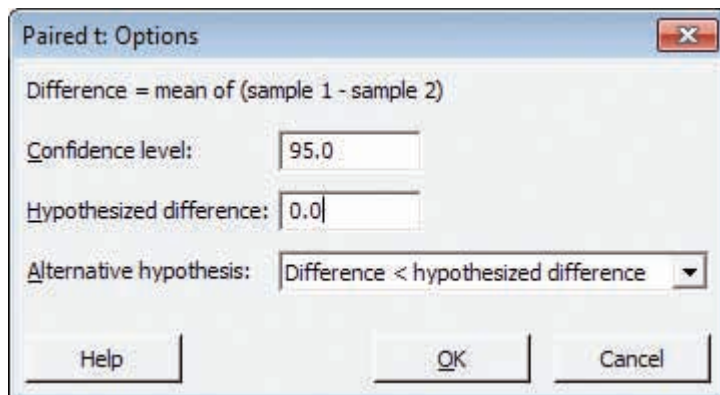 Paired t: Options
Difference = mean of (sample 1 - sample 2)
Confidence level: 95.0
Hypothesized difference: 0.0
Alternative hypothesis: Difference < hypothesized difference
Help OK Cancel